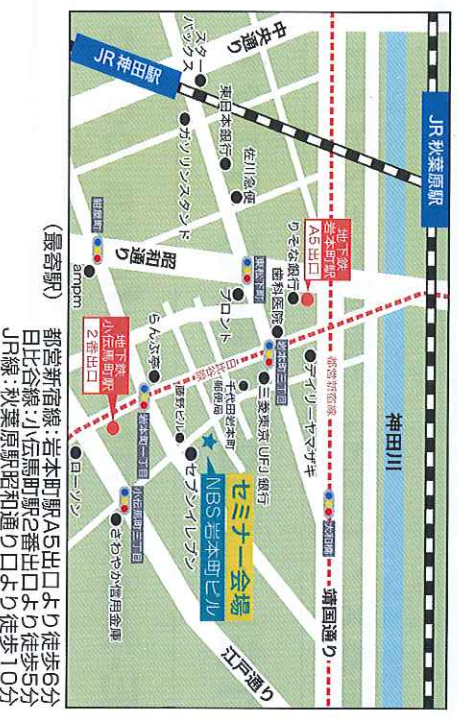 JR秋葉原駅
神田川
JR神田駅
中央通り
スターバックス
東日本銀行
佐川急便
ガソリンスタンド
昭和通り
地下鉄
岩本町駅
A5出口
りそな銀行
歯科医院
東松下町
プロント
岩本町三丁目
都営新宿線
デイリーヤマザキ
三菱東京UFJ銀行
千代田岩本町
郵便局
日比谷線
靖国通り
ampm
地下鉄
小伝馬町駅
2番出口
らんぶ亭
岩本町一丁目
藤野ビル
セブンイレブン
セミナー会場
NBS岩本町ビル
ローソン
小伝馬町三丁目
さわやか信用金庫
江戸通り
(最寄駅)
都営新宿線:岩本町駅A5出口より徒歩6分
日比谷線:小伝馬町駅2番出口より徒歩5分
JR線:秋葉原駅昭和通り口より徒歩10分